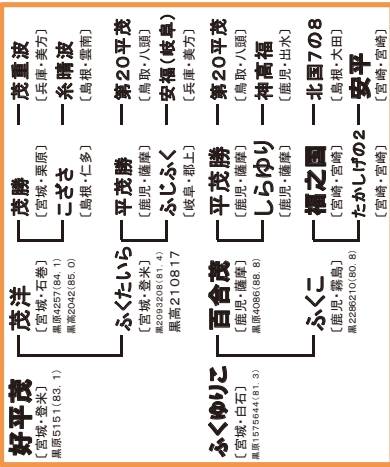 好平茂
[宮城・登米]
黒原5151(83.1)
ふくゆりこ
[宮城・白石]
黒原1575644(81.3)
茂洋
[宮城・石巻]
黒原4257(84.1)
黒高2042(85.0)
ふくたいら
[宮城・登米]
黒2093208(81.4)
黒高210817
百合茂
[鹿児・薩摩]
黒原4086(88.8)
ふくこ
[鹿児・霧島]
黒2286210(80.8)
茂勝
[宮城・栗原]
こざさ
[島根・仁多]
平茂勝
[鹿児・薩摩]
ふじふく
[岐阜・郡上]
平茂勝
[鹿児・薩摩]
しらゆり
[鹿児・薩摩]
福之国
[宮崎・宮崎]
たかしげの2
[宮崎・宮崎]
茂重波
[兵庫・美方]
糸晴波
[島根・雲南]
第20平茂
[鳥取・八頭]
安福(岐阜)
[兵庫・美方]
第20平茂
[鳥取・八頭]
神高福
[鹿児・出水]
北国7の8
[島根・大田]
安平
[宮崎・宮崎]